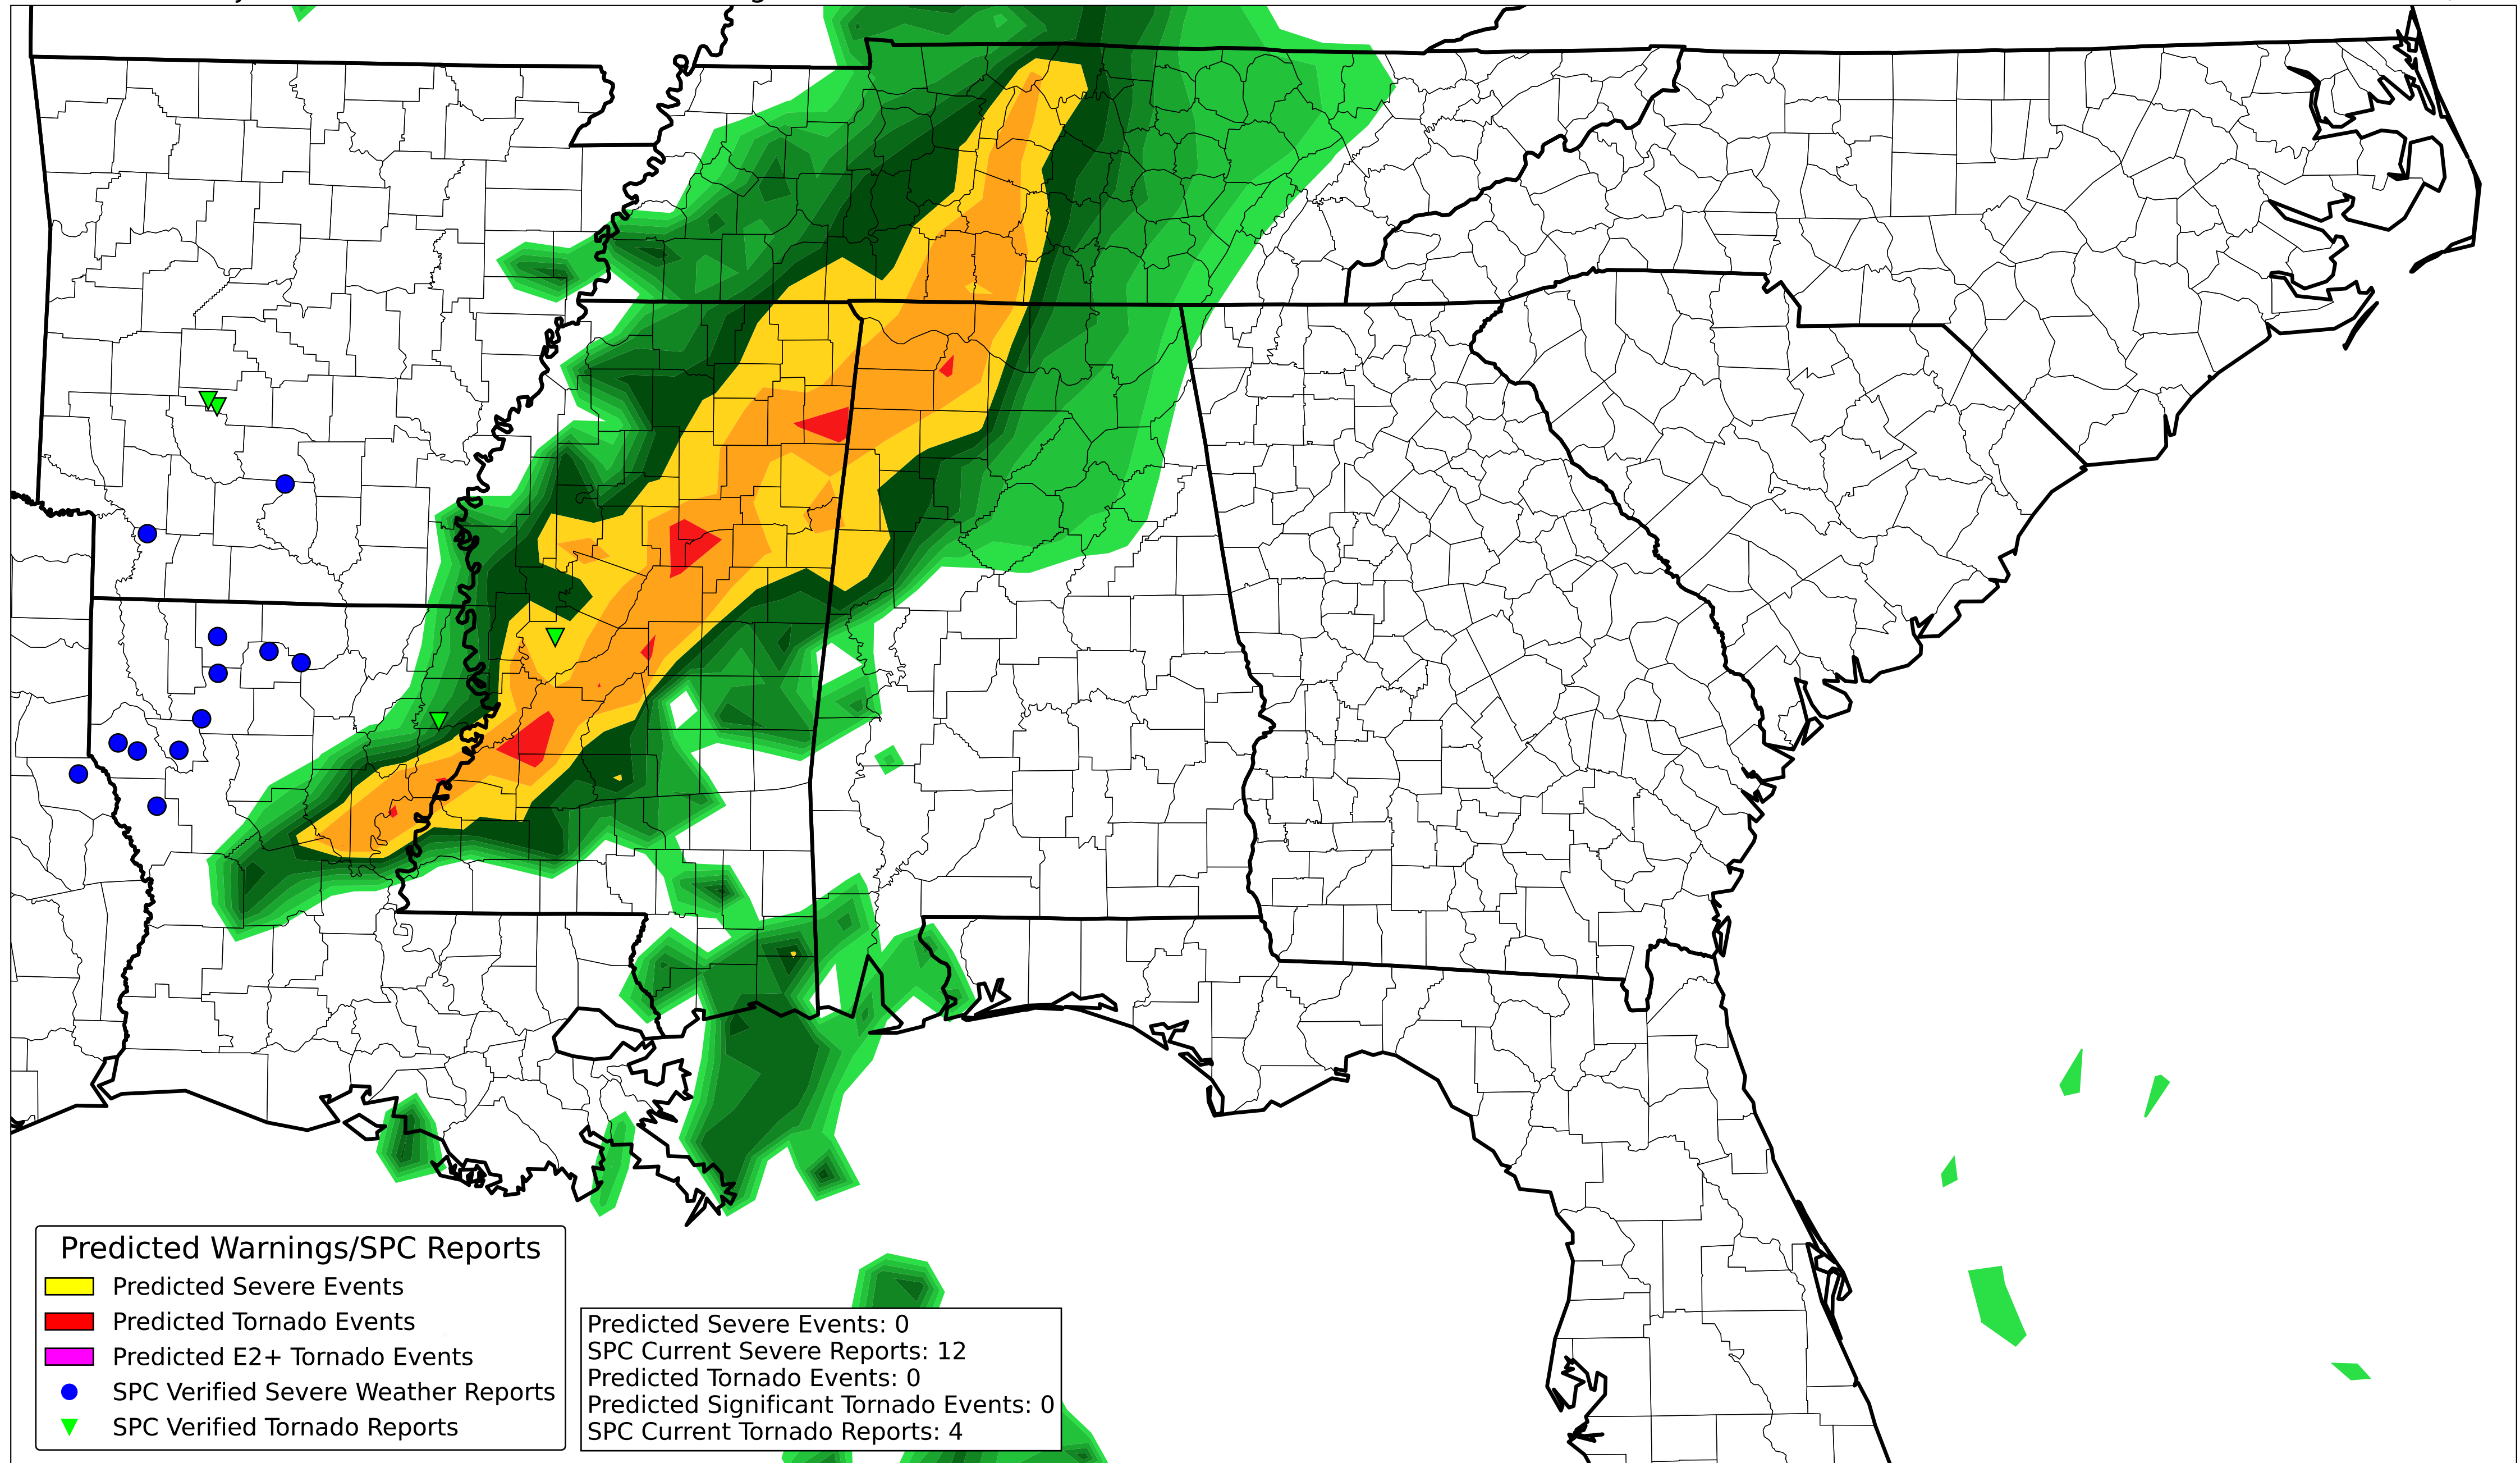 Predicted Warnings/SPC Reports
Predicted Severe Events
Predicted Tornado Events
Predicted E2+ Tornado Events
SPC Verified Severe Weather Reports
SPC Verified Tornado Reports
Predicted Severe Events: 0
SPC Current Severe Reports: 12
Predicted Tornado Events: 0
Predicted Significant Tornado Events: 0
SPC Current Tornado Reports: 4